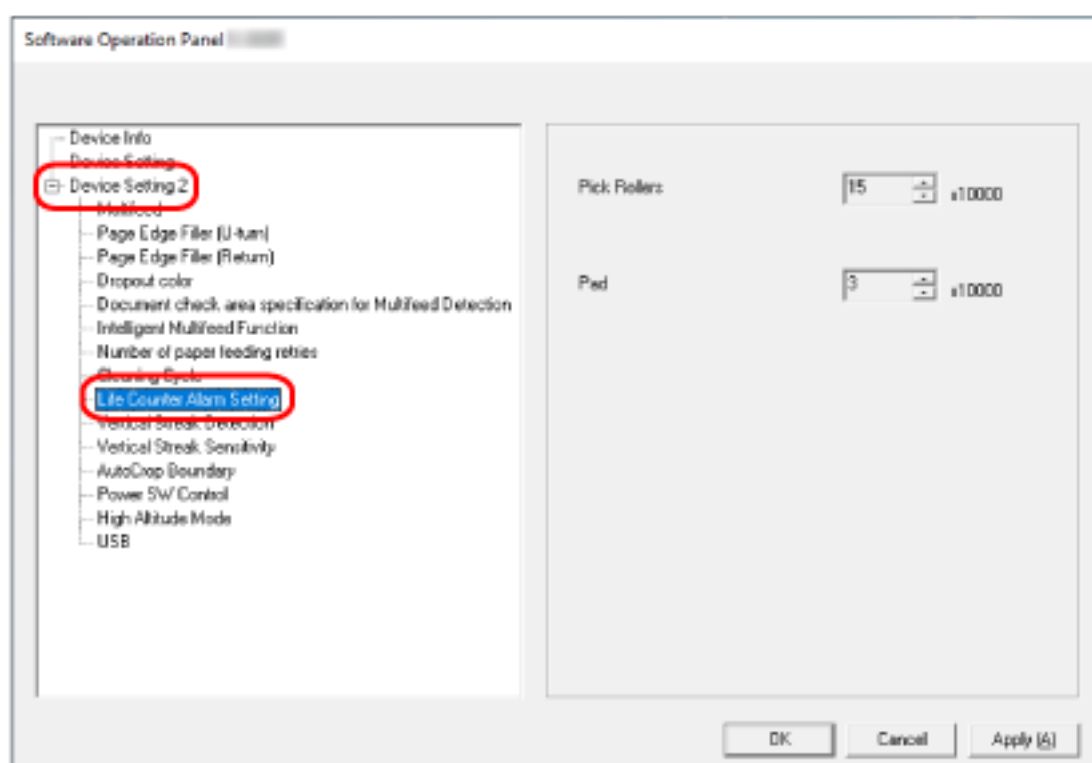 Software Operation Panel
Device Info
Device Setting
Device Setting 2
Multifeed
Page Edge Filler (U-turn)
Page Edge Filler (Return)
Dropout color
Document check area specification for Multifeed Detection
Intelligent Multifeed Function
Number of paper feeding retries
Cleaning Cycle
Life Counter Alarm Setting
Vertical Streak Detection
Vertical Streak Sensitivity
AutoCrop Boundary
Power SW Control
High Altitude Mode
USB
Pick Rollers 15 x10000
Pad 3 x10000
OK Cancel Apply (A)